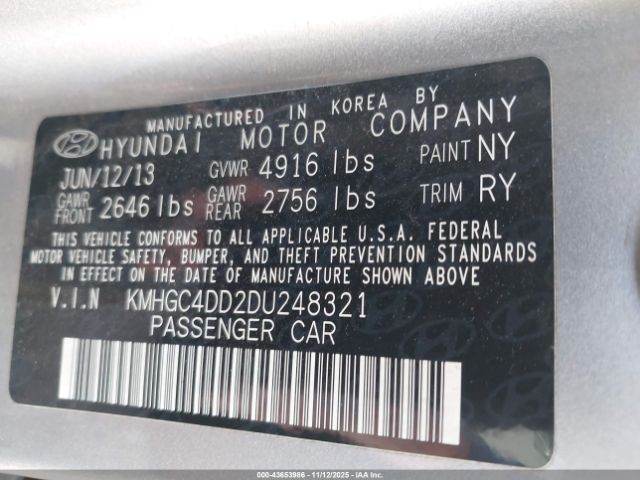 MANUFACTURED IN KOREA BY
HYUNDAI MOTOR COMPANY
JUN/12/13 GVWR 4916 lbs PAINT NY
GAWR FRONT 2646 lbs GAWR REAR 2756 lbs TRIM RY
THIS VEHICLE CONFORMS TO ALL APPLICABLE U.S.A. FEDERAL
MOTOR VEHICLE SAFETY, BUMPER, AND THEFT PREVENTION STANDARDS
IN EFFECT ON THE DATE OF MANUFACTURE SHOWN ABOVE
V.I.N KMHGC4DD2DU248321
PASSENGER CAR
000-43653986 - 11/12/2025 - IAAI.COM